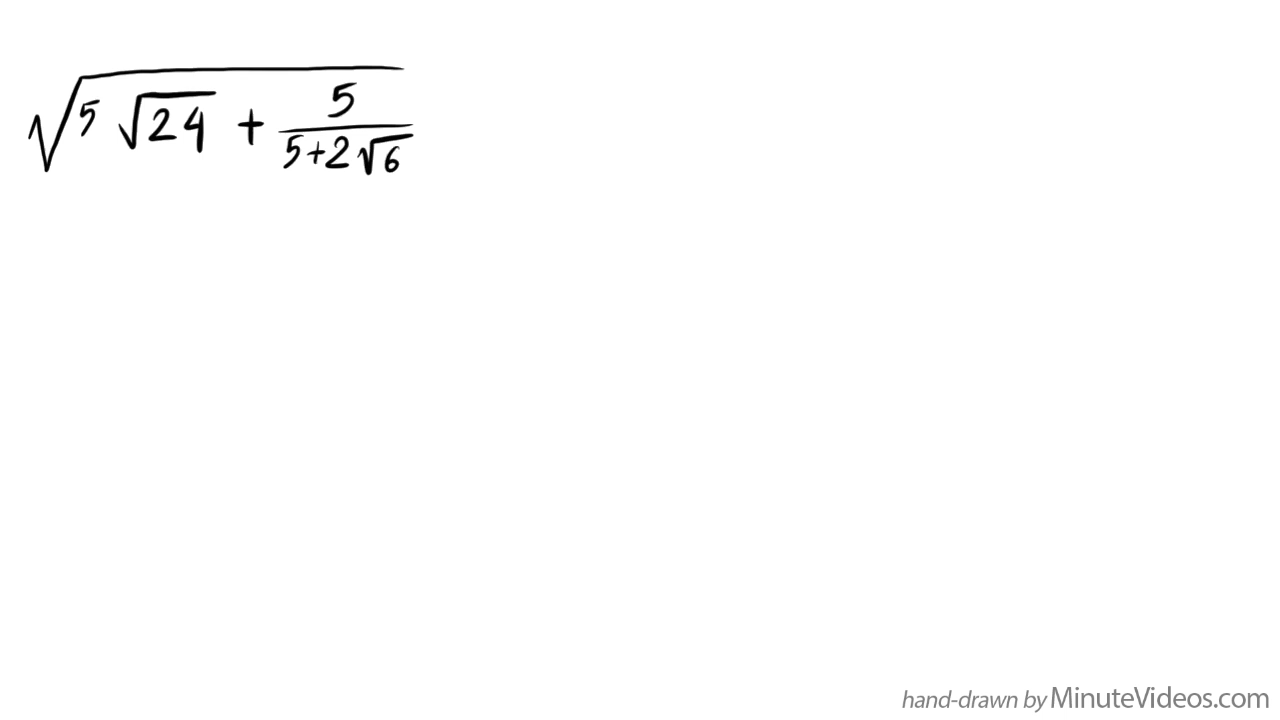 √(5 √24 + 5/(5+2√6))
hand-drawn by MinuteVideos.com